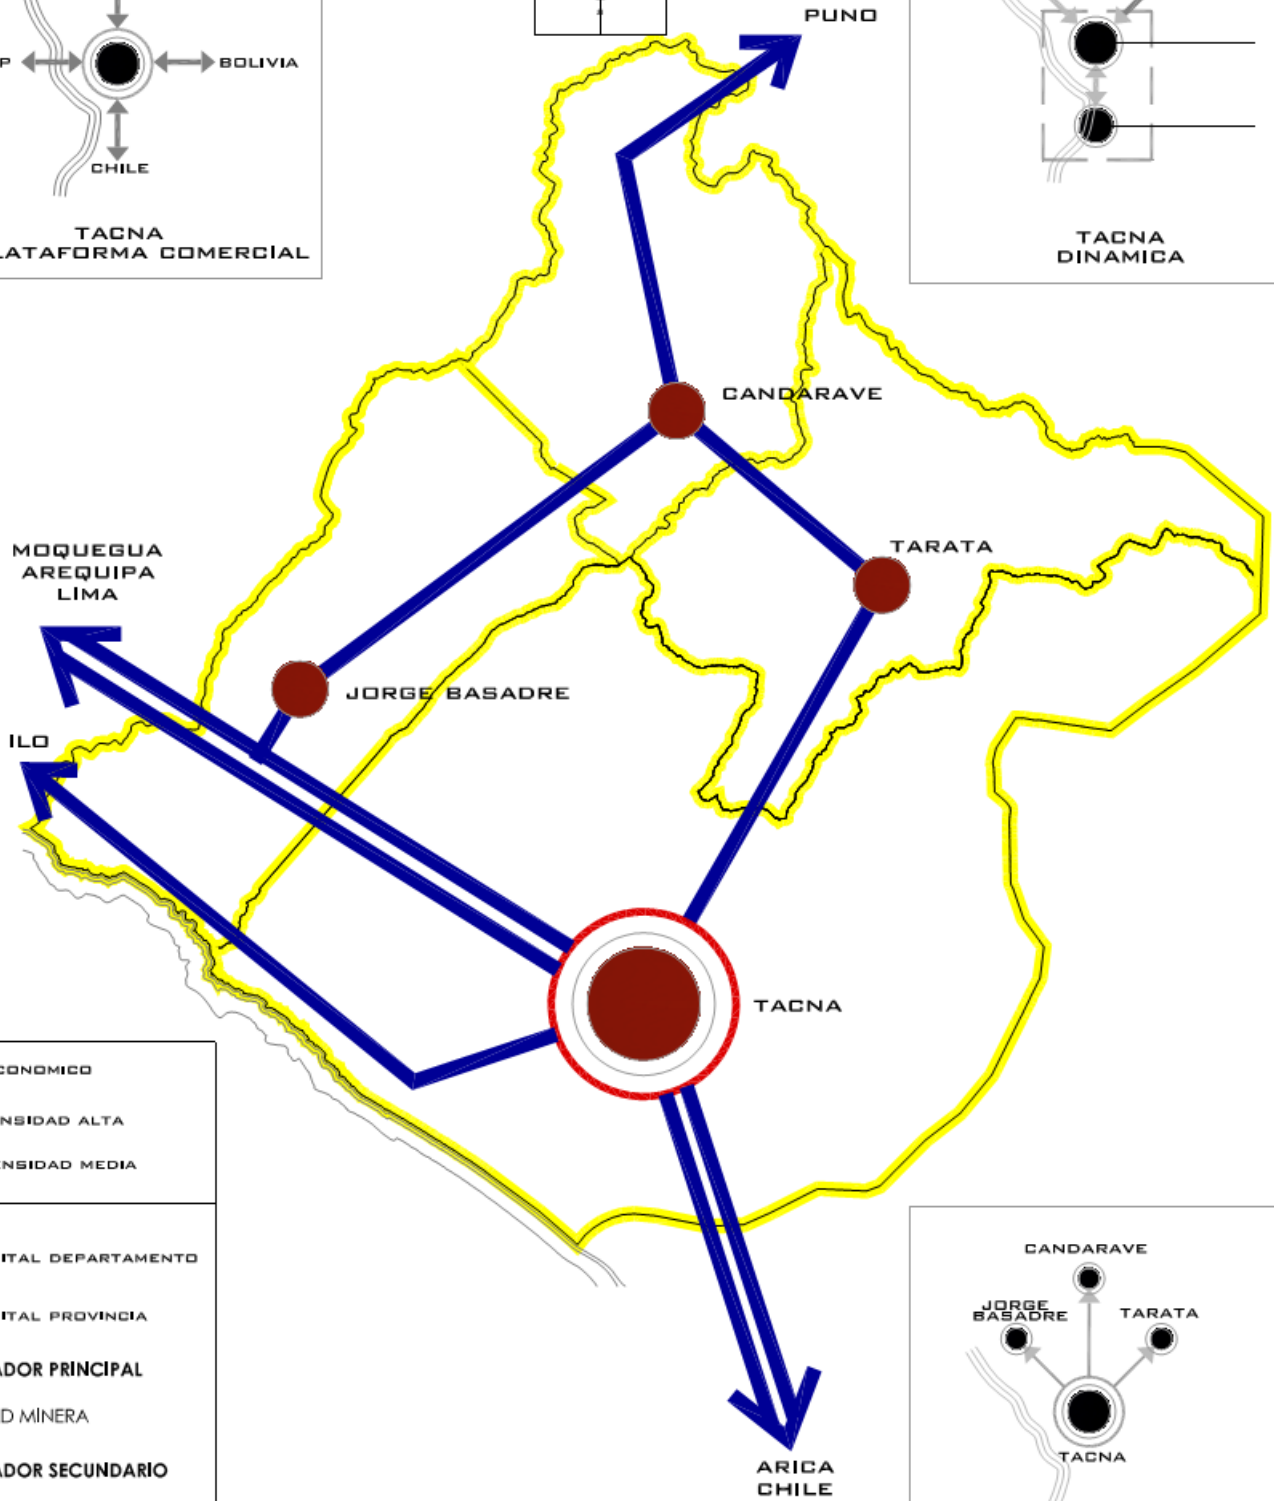 PUNO
P
BOLIVIA
CHILE
TACNA
LATAFORMA COMERCIAL
TACNA
DINAMICA
CANDARAVE
TARATA
MOQUEGUA
AREQUIPA
LIMA
JORGE BASADRE
ILO
TACNA
CONOMICO
NSIDAD ALTA
ENSIDAD MEDIA
ITAL DEPARTAMENTO
ITAL PROVINCIA
ADOR PRINCIPAL
D MINERA
ADOR SECUNDARIO
CANDARAVE
JORGE
BASADRE
TARATA
TACNA
ARICA
CHILE